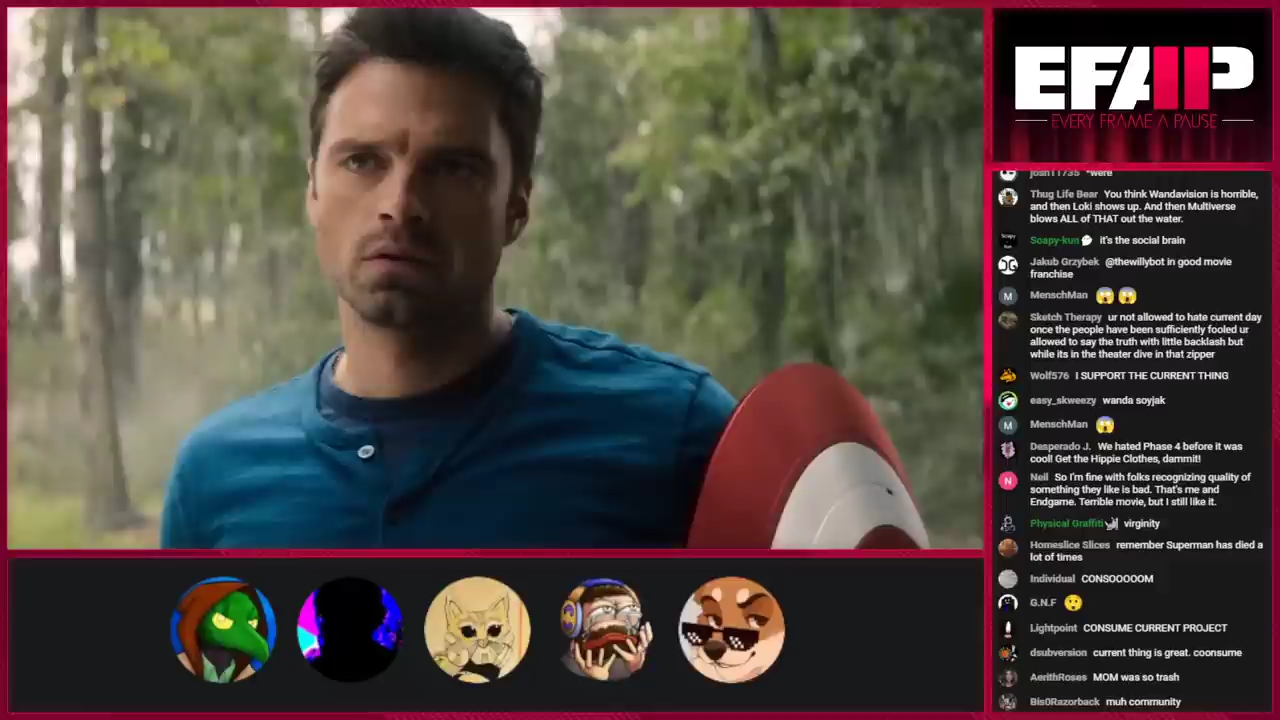 EFAP
EVERY FRAME A PAUSE
josh11735 *were
Thug Life Bear You think Wandavision is horrible,
and then Loki shows up. And then Multiverse
blows ALL of THAT out the water.
Soapy-kun it's the social brain
Jakub Grzybek @thewillybot in good movie
franchise
M MenschMan
Sketch Therapy ur not allowed to hate current day
once the people have been sufficiently fooled ur
allowed to say the truth with little backlash but
while its in the theater dive in that zipper
Wolf576 I SUPPORT THE CURRENT THING
easy_skweezy wanda soyjak
M MenschMan
Desperado J. We hated Phase 4 before it was
cool! Get the Hippie Clothes, dammit!
N Neil So I'm fine with folks recognizing quality of
something they like is bad. That's me and
Endgame. Terrible movie, but I still like it.
Physical Graffiti virginity
Homeslice Slices remember Superman has died a
lot of times
Individual CONSOOOOOM
G.N.F
Lightpoint CONSUME CURRENT PROJECT
dsubversion current thing is great. coonsume
AerithRoses MOM was so trash
Bis0Razorback muh community